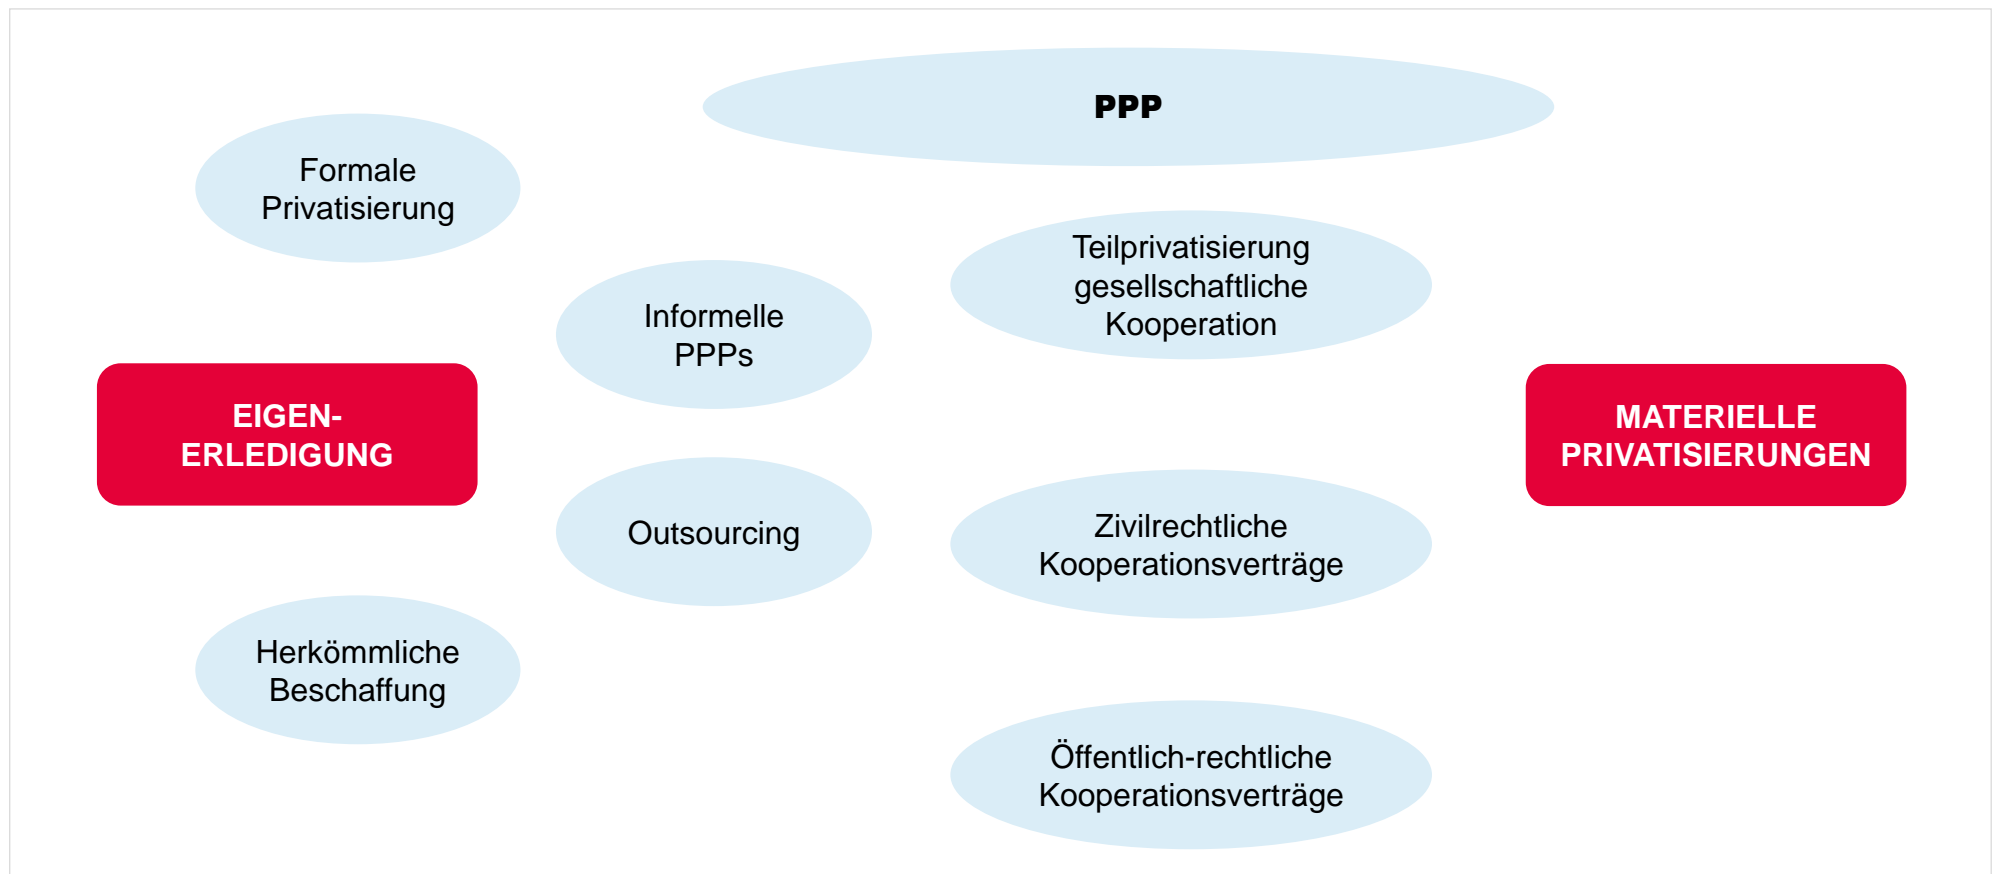 PPP
Formale
Privatisierung
Teilprivatisierung
gesellschaftliche
Kooperation
Informelle
PPPs
EIGEN-
ERLEDIGUNG
MATERIELLE
PRIVATISIERUNGEN
Outsourcing
Zivilrechtliche
Kooperationsverträge
Herkömmliche
Beschaffung
Öffentlich-rechtliche
Kooperationsverträge